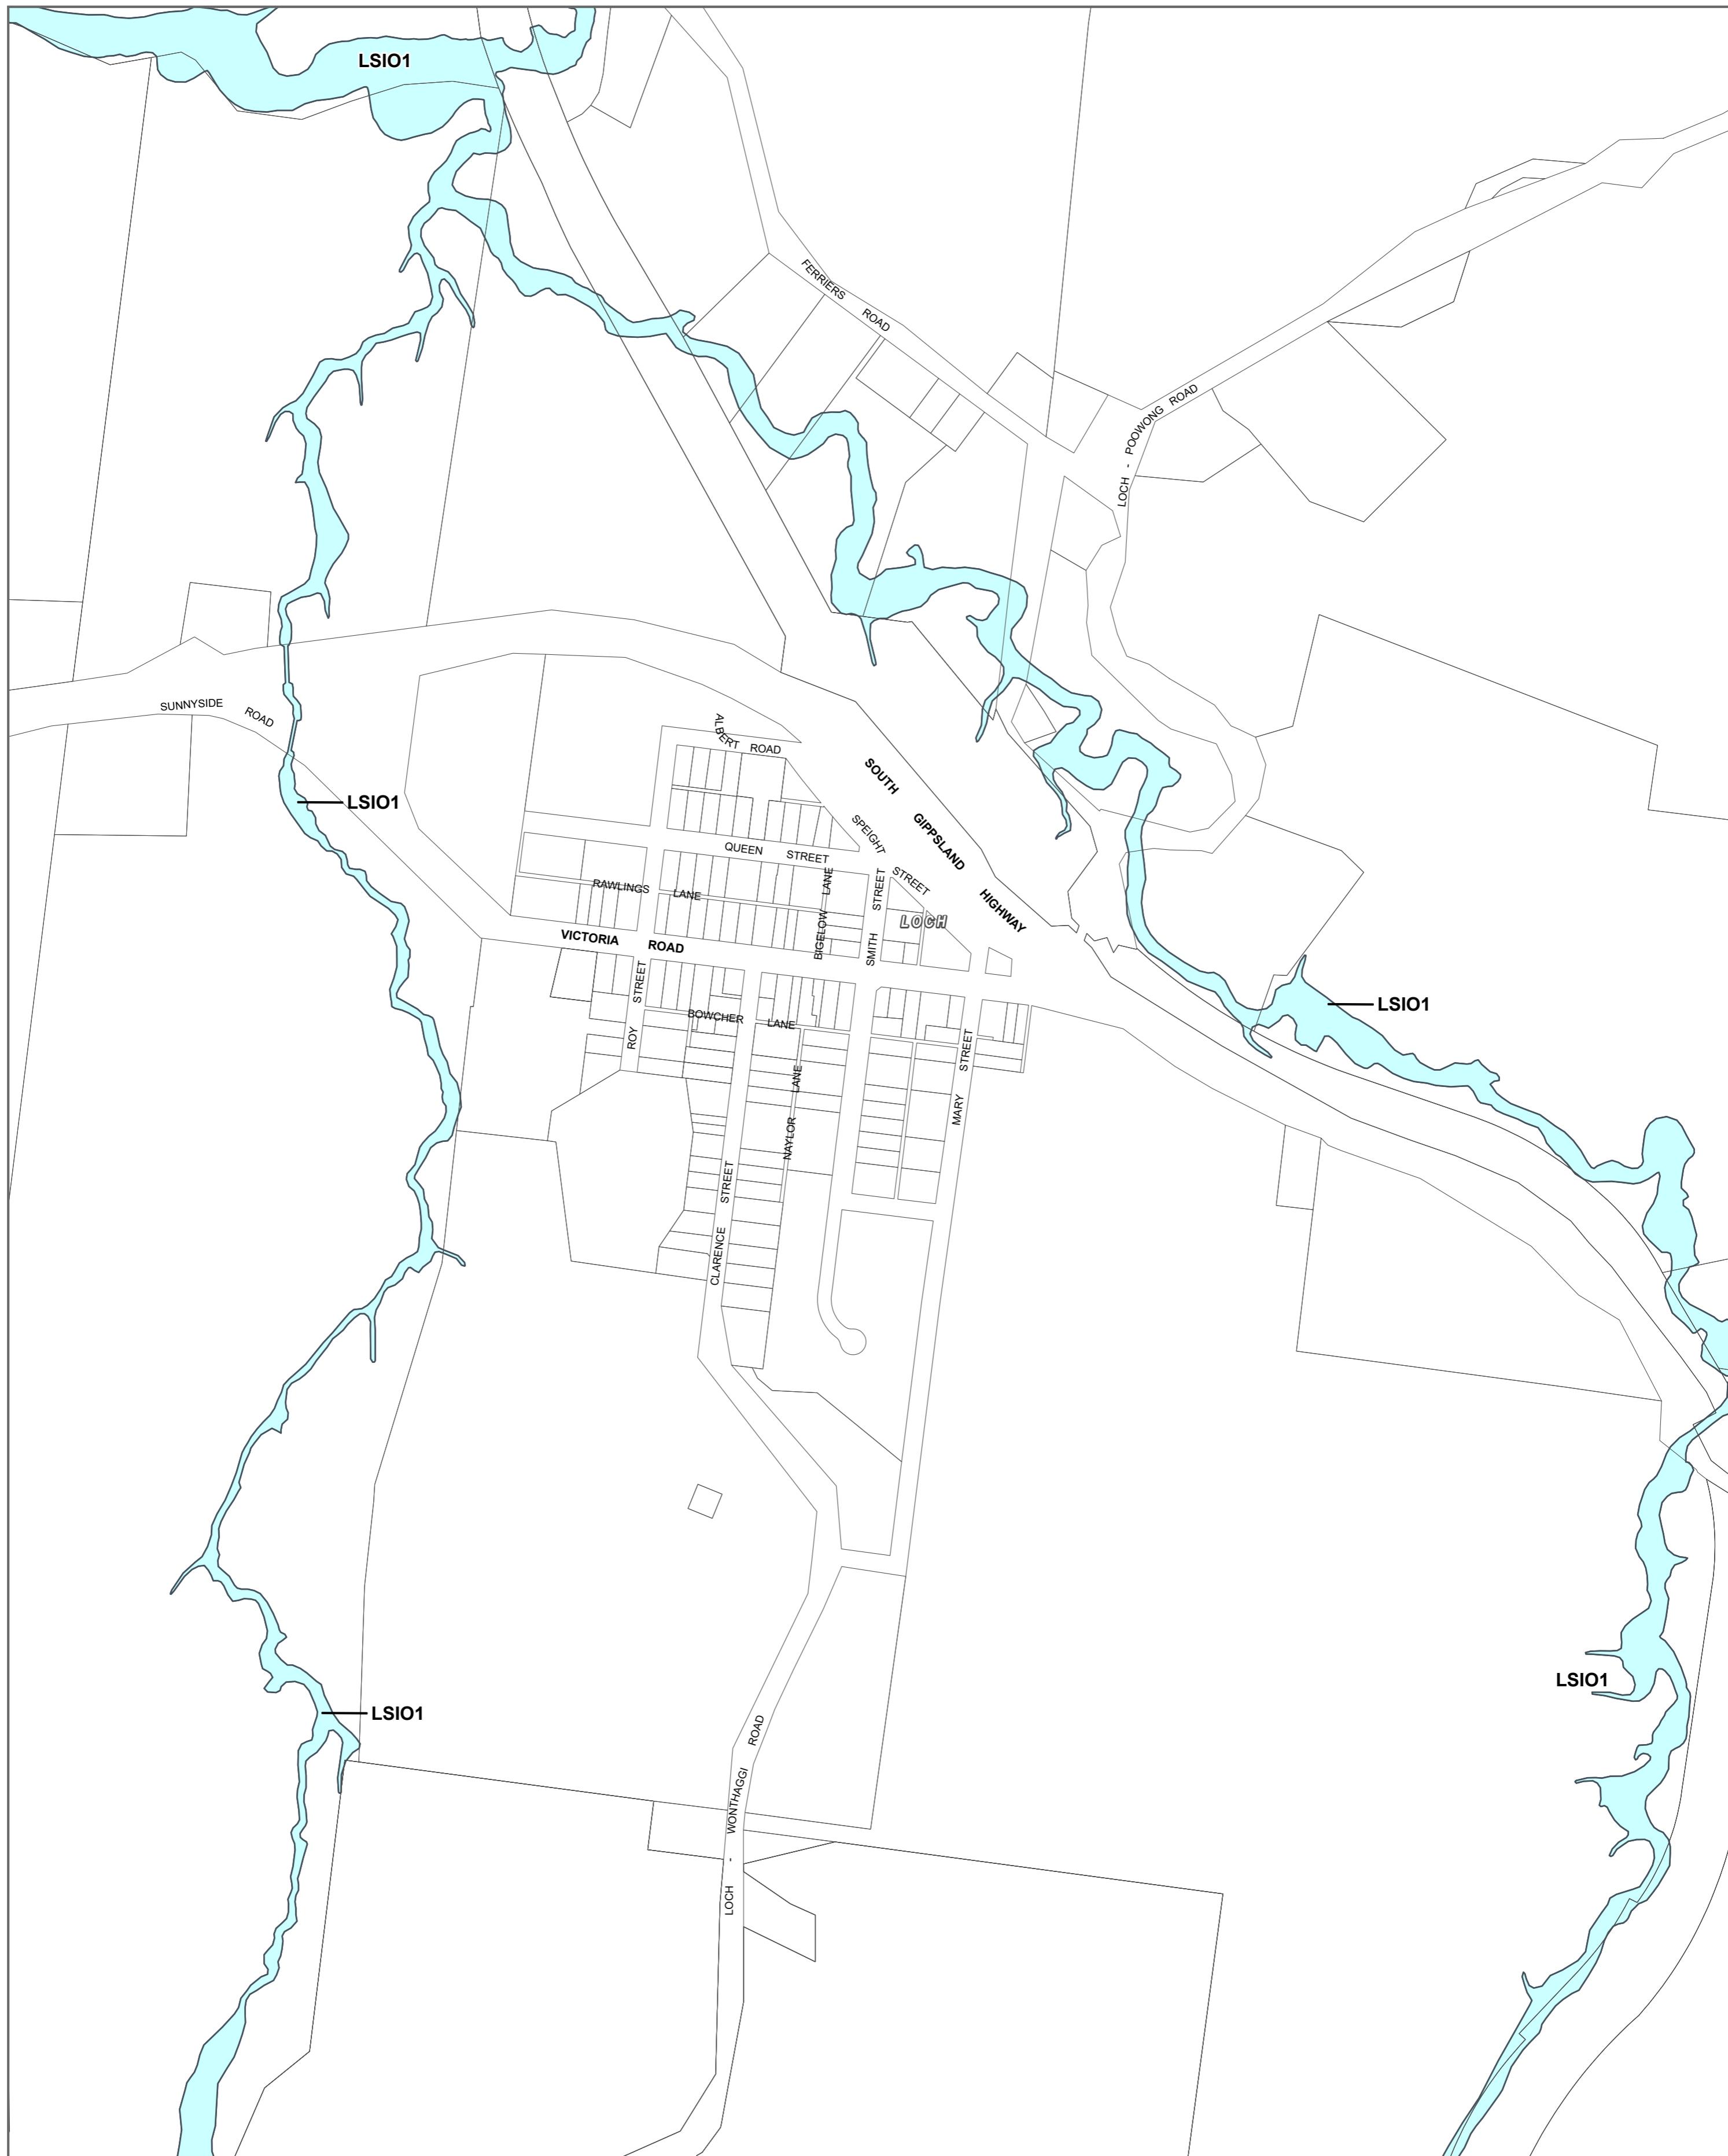 LSIO1
FERRIERS
ROAD
LOCH - POOWONG ROAD
SUNNYSIDE
ROAD
ALBERT ROAD
SOUTH
GIPPSLAND
HIGHWAY
LSIO1
SPEIGHT
STREET
QUEEN STREET
RAWLINGS
LANE
BIGELOW LANE
SMITH STREET
LOCH
VICTORIA ROAD
LSIO1
ROY STREET
BOWCHER
LANE
NAYLOR LANE
MARY STREET
CLARENCE STREET
LSIO1
LSIO1
LOCH - WONTHAGGI ROAD